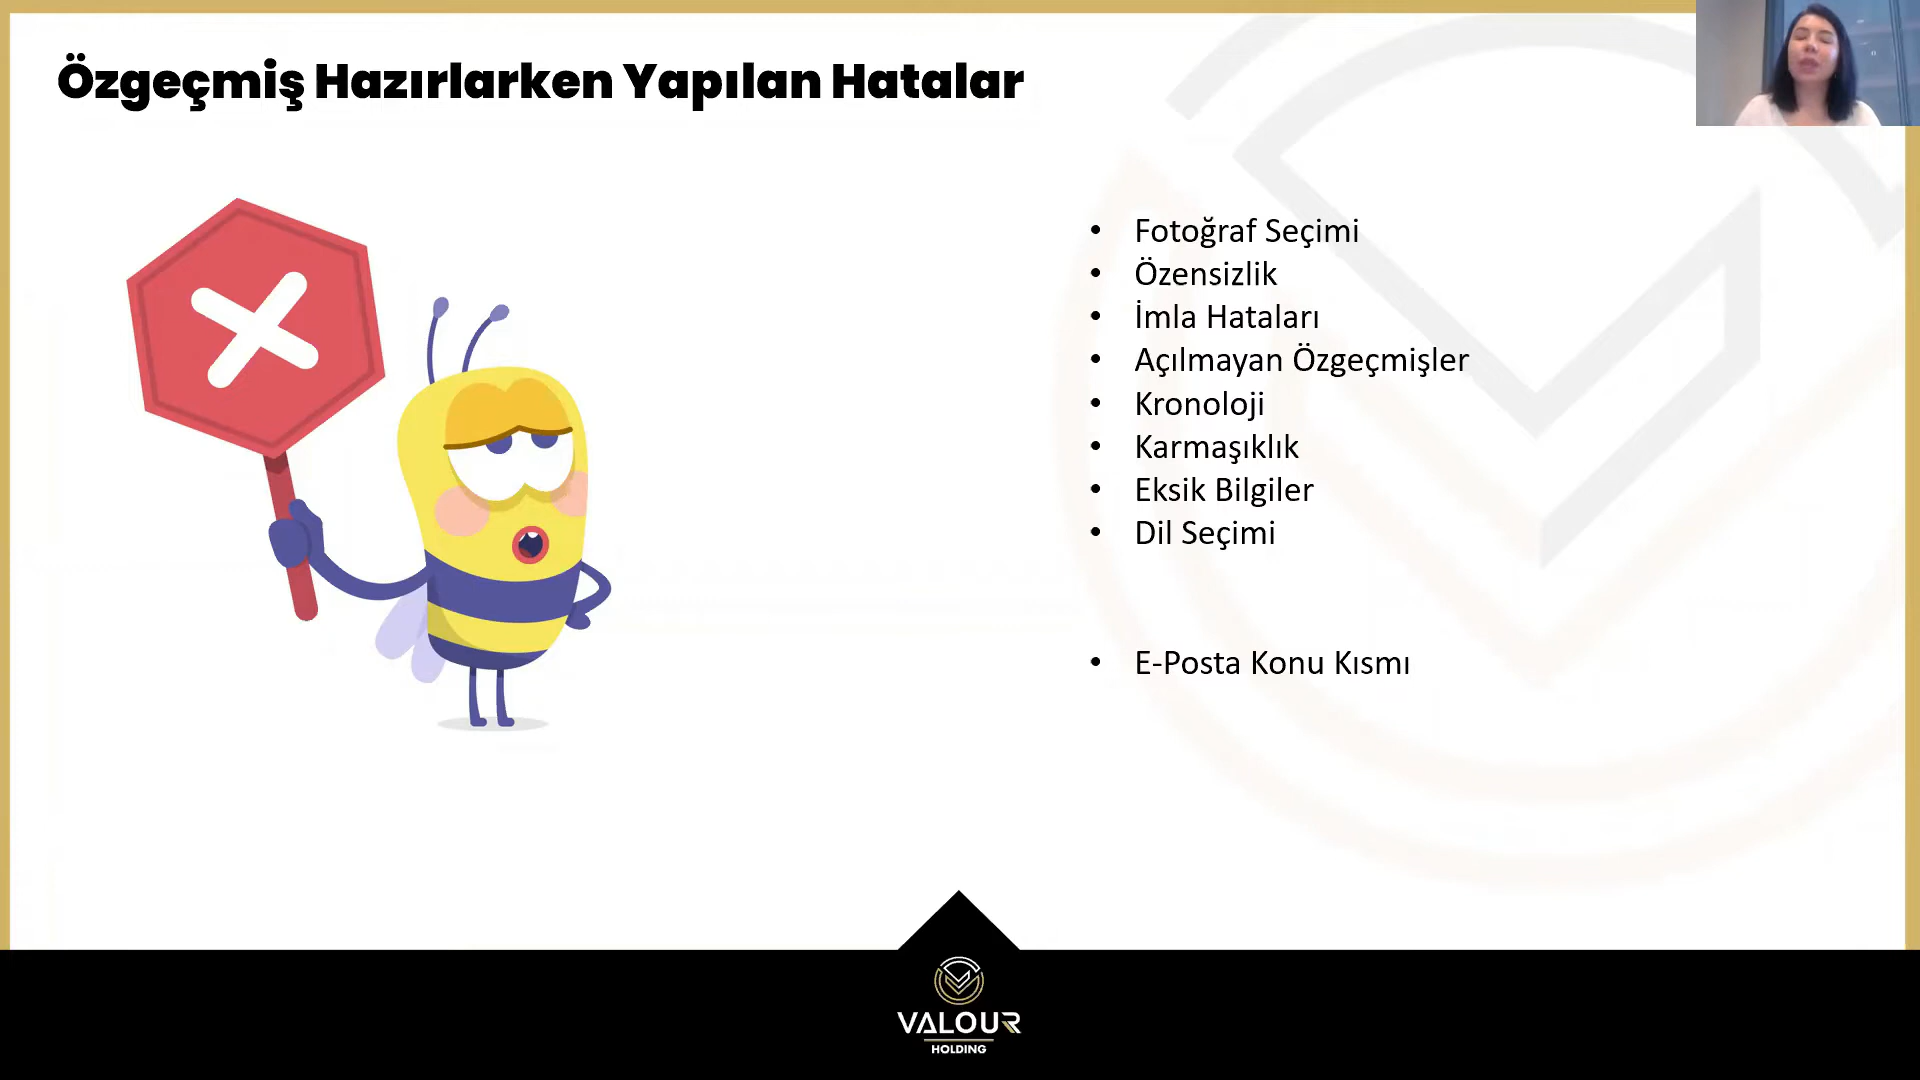 Özgeçmiş Hazırlarken Yapılan Hatalar
• Fotoğraf Seçimi
• Özensizlik
• İmla Hataları
• Açılmayan Özgeçmişler
• Kronoloji
• Karmaşıklık
• Eksik Bilgiler
• Dil Seçimi
• E-Posta Konu Kısmı
VALOUR
HOLDING